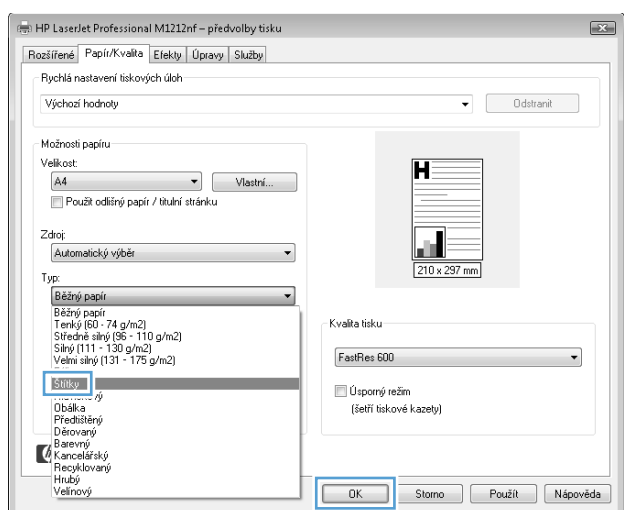 HP LaserJet Professional M1212nf – předvolby tisku
Rozšířené Papír/Kvalita Efekty Úpravy Služby
Rychlá nastavení tiskových úloh
Výchozí hodnoty
Odstranit
Možnosti papíru
Velikost:
A4
Vlastní...
Použít odlišný papír / titulní stránku
Zdroj:
Automatický výběr
Typ:
Běžný papír
Běžný papír
Tenký (60 - 74 g/m2)
Středně silný (96 - 110 g/m2)
Silný (111 - 130 g/m2)
Velmi silný (131 - 175 g/m2)
Štítky
Obálka
Předtištěný
Děrovaný
Barevný
Kancelářský
Recyklovaný
Hrubý
Velínový
H
210 x 297 mm
Kvalita tisku
FastRes 600
Úsporný režim
(šetří tiskové kazety)
OK Storno Použít Nápověda